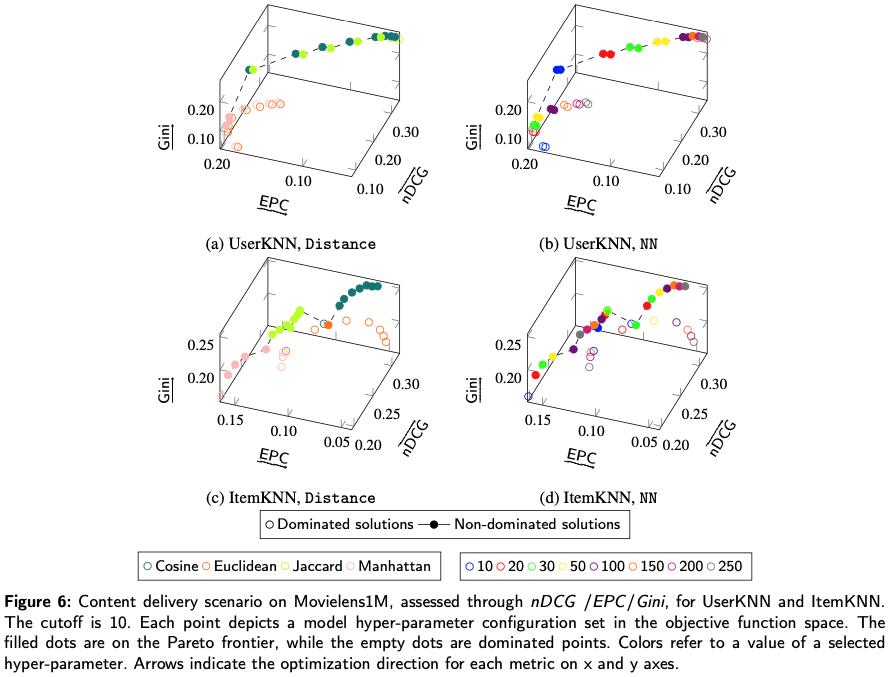 0.20
0.10
Gini
0.20
0.10
0.10
0.20
0.30
EPC
nDCG
(a) UserKNN, Distance
0.20
0.10
Gini
0.20
0.10
0.10
0.20
0.30
EPC
nDCG
(b) UserKNN, NN
0.25
0.20
Gini
0.15
0.10
0.05
0.20
0.25
0.30
EPC
nDCG
(c) ItemKNN, Distance
0.25
0.20
Gini
0.15
0.10
0.05
0.20
0.25
0.30
EPC
nDCG
(d) ItemKNN, NN
Dominated solutions Non-dominated solutions
Cosine Euclidean Jaccard Manhattan
10 20 30 50 100 150 200 250
Figure 6: Content delivery scenario on Movielens1M, assessed through nDCG /EPC/Gini, for UserKNN and ItemKNN.
The cutoff is 10. Each point depicts a model hyper-parameter configuration set in the objective function space. The
filled dots are on the Pareto frontier, while the empty dots are dominated points. Colors refer to a value of a selected
hyper-parameter. Arrows indicate the optimization direction for each metric on x and y axes.